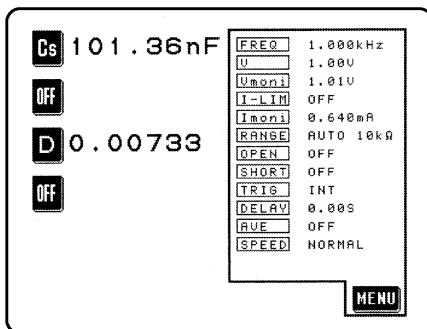 Cs 101.36nF
OFF
D 0.00733
OFF
FREQ 1.000kHz
V 1.00V
Vmoni 1.01V
I-LIM OFF
Imoni 0.640mA
RANGE AUTO 10kΩ
OPEN OFF
SHORT OFF
TRIG INT
DELAY 0.00S
AVE OFF
SPEED NORMAL
MENU